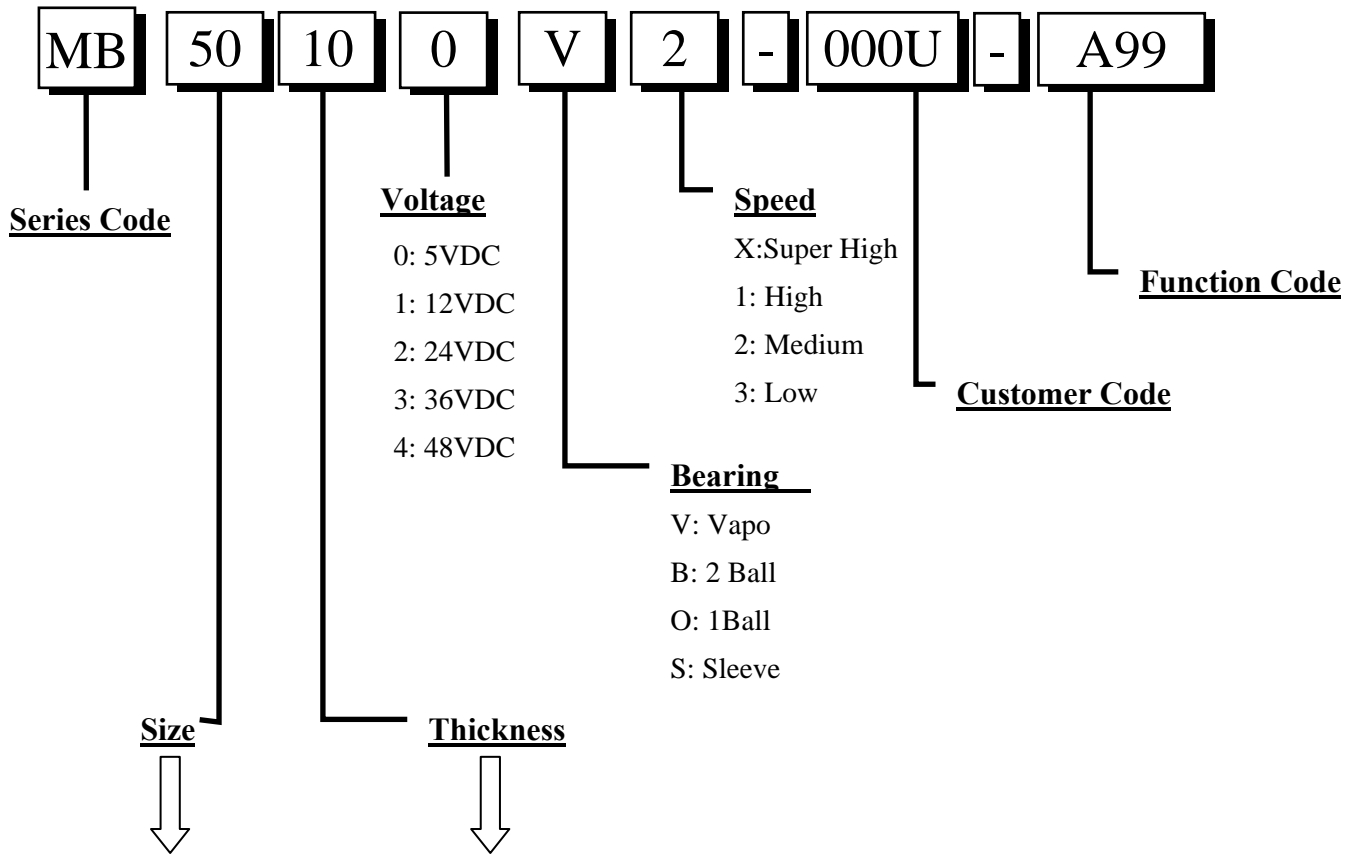 MB 50 10 0 V 2 - 000U - A99
Series Code
Voltage
0: 5VDC
1: 12VDC
2: 24VDC
3: 36VDC
4: 48VDC
Speed
X:Super High
1: High
2: Medium
3: Low
Function Code
Customer Code
Bearing
V: Vapo
B: 2 Ball
O: 1Ball
S: Sleeve
Size
Thickness